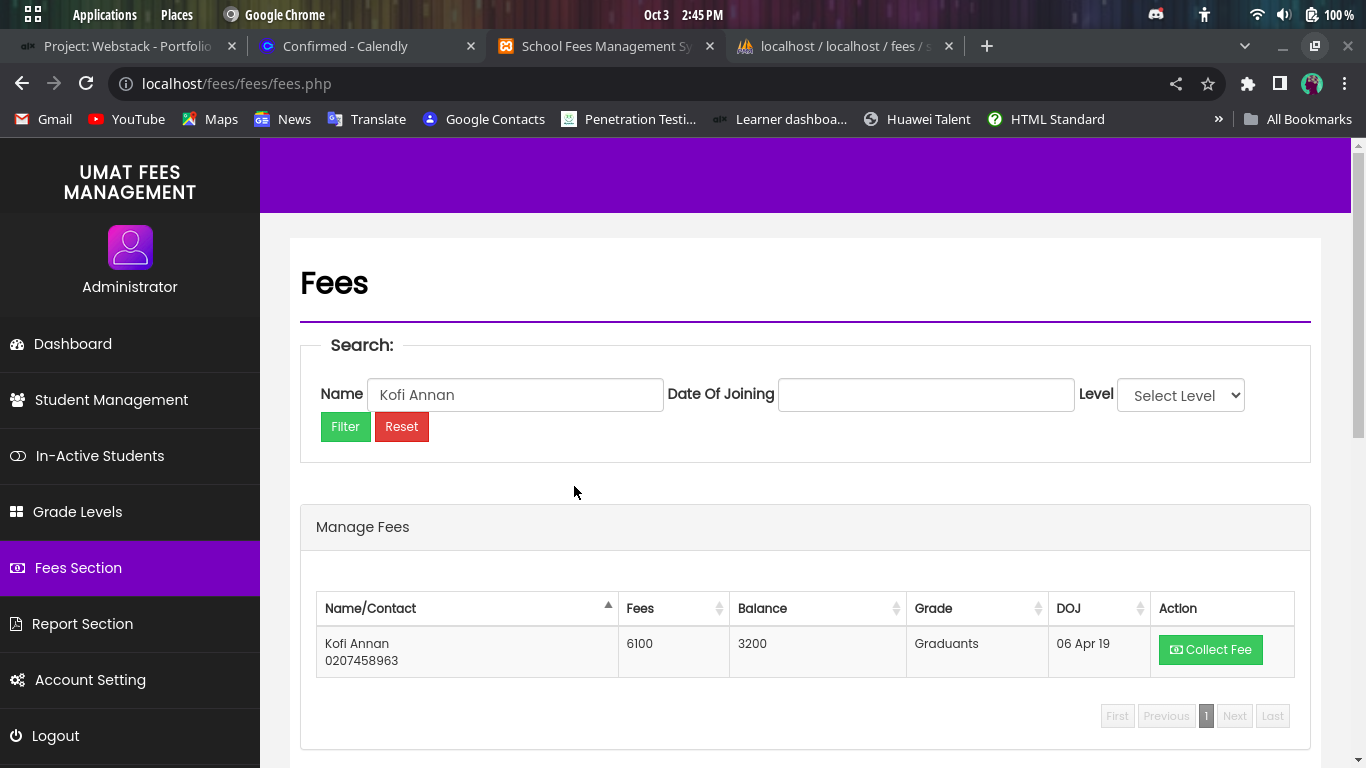 Applications Places Google Chrome Oct 3 2:45 PM 100 %
Project: Webstack - Portfolio Confirmed - Calendly School Fees Management Sy localhost / localhost / fees / s
localhost/fees/fees/fees.php
Gmail YouTube Maps News Translate Google Contacts Penetration Testi... Learner dashboa... Huawei Talent HTML Standard » All Bookmarks
UMAT FEES
MANAGEMENT
Administrator
Dashboard
Student Management
In-Active Students
Grade Levels
Fees Section
Report Section
Account Setting
Logout
Fees
Search:
Name Kofi Annan Date Of Joining Level Select Level
Filter Reset
Manage Fees
Name/Contact Fees Balance Grade DOJ Action
Kofi Annan 6100 3200 Graduants 06 Apr 19 Collect Fee
0207458963
First Previous 1 Next Last